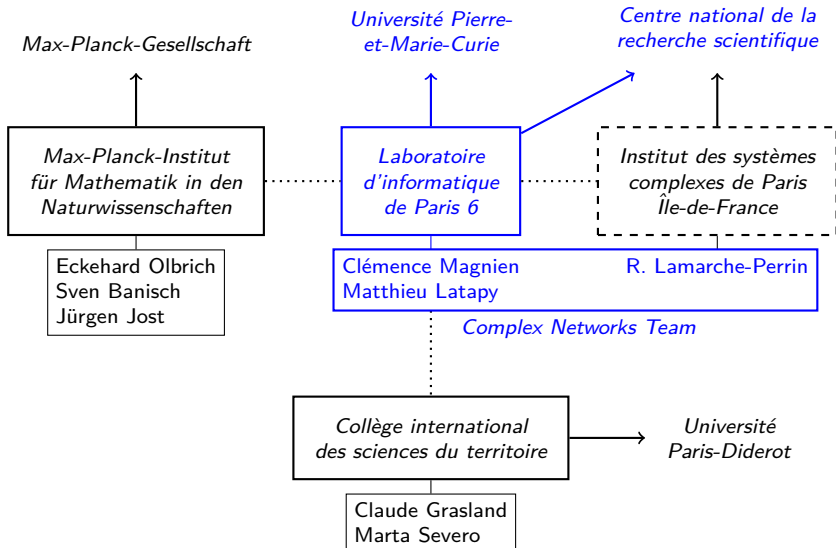 Max-Planck-Gesellschaft
Université Pierre-
et-Marie-Curie
Centre national de la
recherche scientifique
Max-Planck-Institut
für Mathematik in den
Naturwissenschaften
Laboratoire
d'informatique
de Paris 6
Institut des systèmes
complexes de Paris
Île-de-France
Eckehard Olbrich
Sven Banisch
Jürgen Jost
Clémence Magnien
Matthieu Latapy
R. Lamarche-Perrin
Complex Networks Team
Collège international
des sciences du territoire
Université
Paris-Diderot
Claude Grasland
Marta Severo